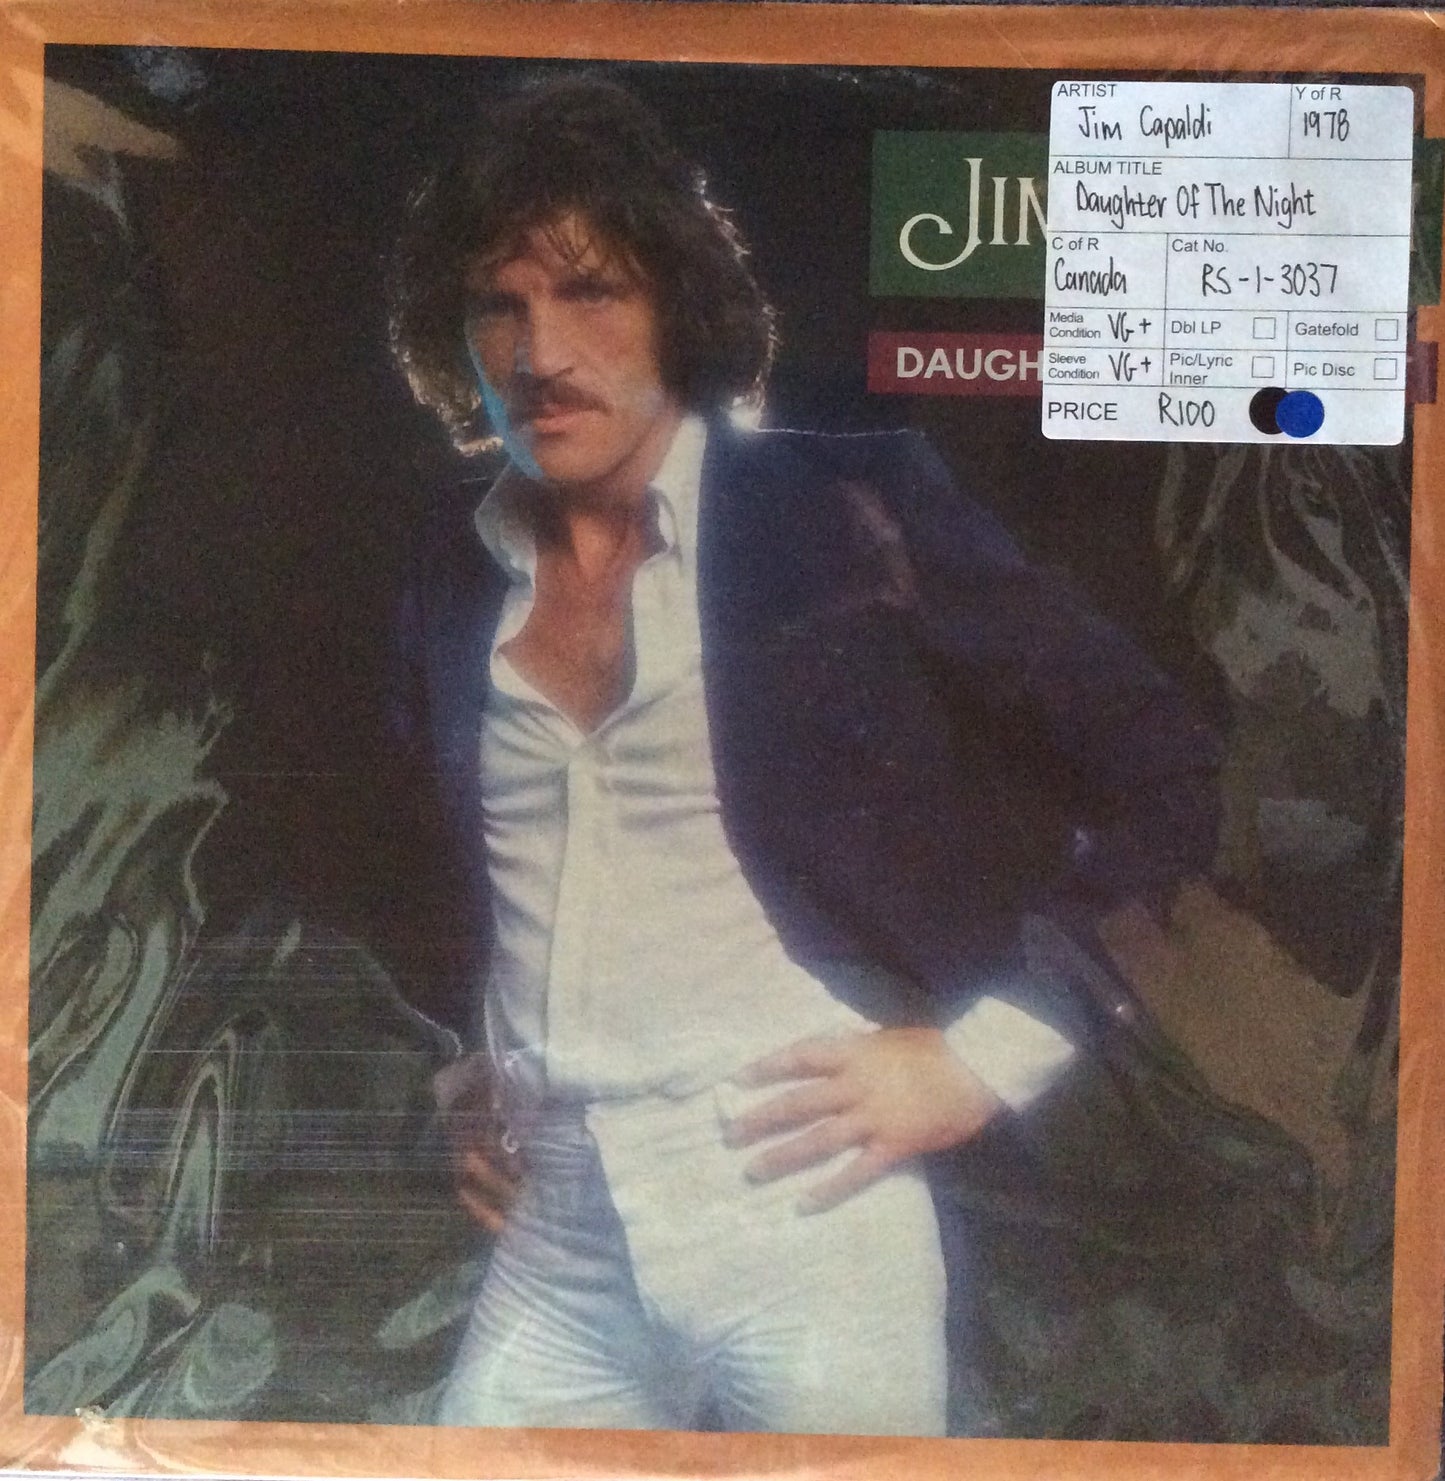 ARTIST Y of R
Jim Capaldi 1978
ALBUM TITLE
Daughter Of The Night
C of R Cat No.
Canada RS-1-3037
Media Condition VG+ Dbl LP Gatefold
Sleeve Condition VG+ Pic/Lyric Inner Pic Disc
PRICE R100
JIM
DAUGH